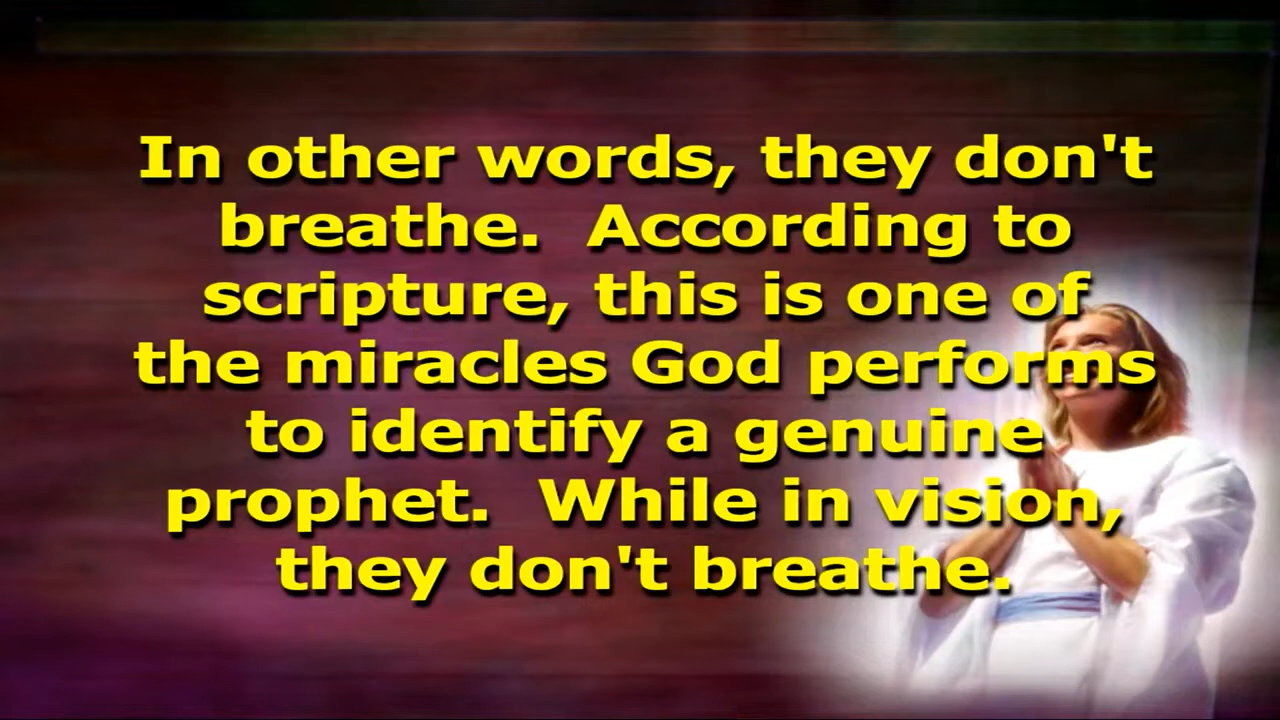 In other words, they don't
breathe.  According to
scripture, this is one of
the miracles God performs
to identify a genuine
prophet.  While in vision,
they don't breathe.